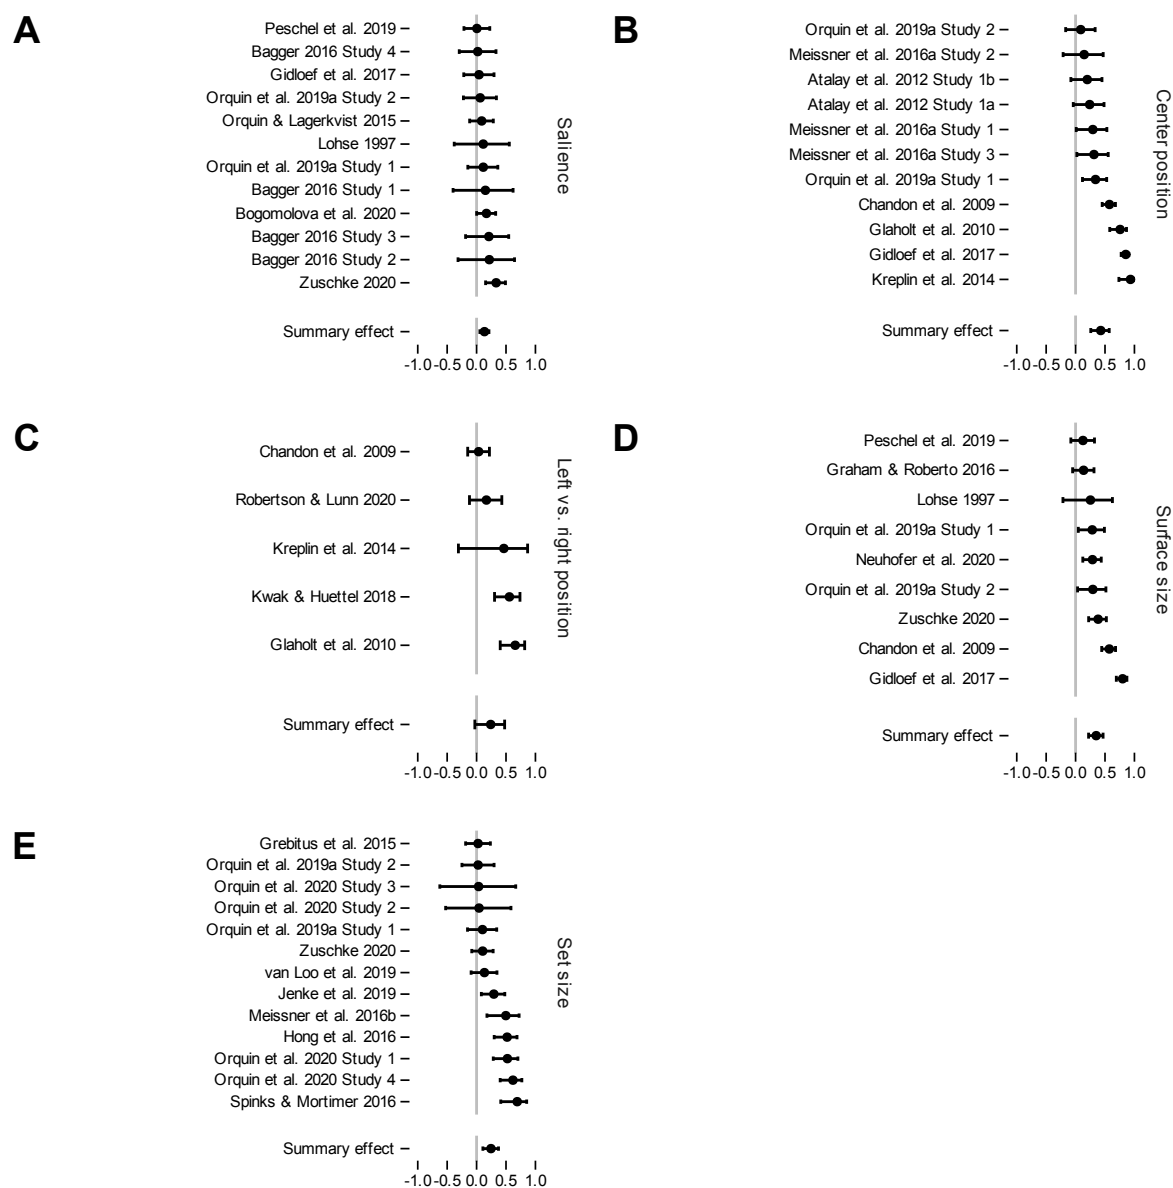 A
Peschel et al. 2019
Bagger 2016 Study 4
Gidloef et al. 2017
Orquin et al. 2019a Study 2
Orquin & Lagerkvist 2015
Lohse 1997
Orquin et al. 2019a Study 1
Bagger 2016 Study 1
Bogomolova et al. 2020
Bagger 2016 Study 3
Bagger 2016 Study 2
Zuschke 2020
Summary effect
-1.0 -0.5 0.0 0.5 1.0
Salience
B
Orquin et al. 2019a Study 2
Meissner et al. 2016a Study 2
Atalay et al. 2012 Study 1b
Atalay et al. 2012 Study 1a
Meissner et al. 2016a Study 1
Meissner et al. 2016a Study 3
Orquin et al. 2019a Study 1
Chandon et al. 2009
Glaholt et al. 2010
Gidloef et al. 2017
Kreplin et al. 2014
Summary effect
-1.0 -0.5 0.0 0.5 1.0
Center position
C
Chandon et al. 2009
Robertson & Lunn 2020
Kreplin et al. 2014
Kwak & Huettel 2018
Glaholt et al. 2010
Summary effect
-1.0 -0.5 0.0 0.5 1.0
Left vs. right position
D
Peschel et al. 2019
Graham & Roberto 2016
Lohse 1997
Orquin et al. 2019a Study 1
Neuhofer et al. 2020
Orquin et al. 2019a Study 2
Zuschke 2020
Chandon et al. 2009
Gidloef et al. 2017
Summary effect
-1.0 -0.5 0.0 0.5 1.0
Surface size
E
Grebitus et al. 2015
Orquin et al. 2019a Study 2
Orquin et al. 2020 Study 3
Orquin et al. 2020 Study 2
Orquin et al. 2019a Study 1
Zuschke 2020
van Loo et al. 2019
Jenke et al. 2019
Meissner et al. 2016b
Hong et al. 2016
Orquin et al. 2020 Study 1
Orquin et al. 2020 Study 4
Spinks & Mortimer 2016
Summary effect
-1.0 -0.5 0.0 0.5 1.0
Set size